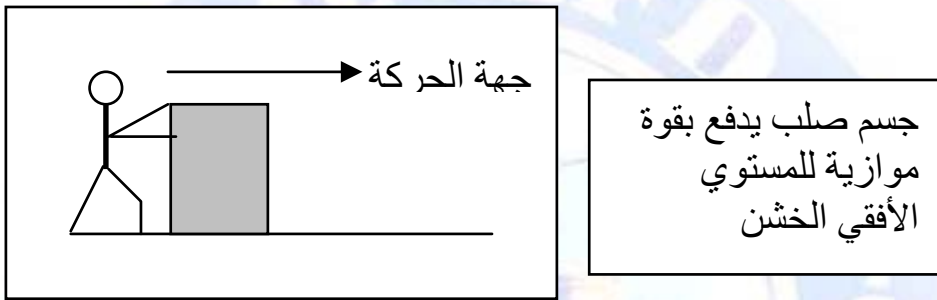 جهة الحركة
جسم صلب يدفع بقوة
موازية للمستوي
الأفقي الخشن